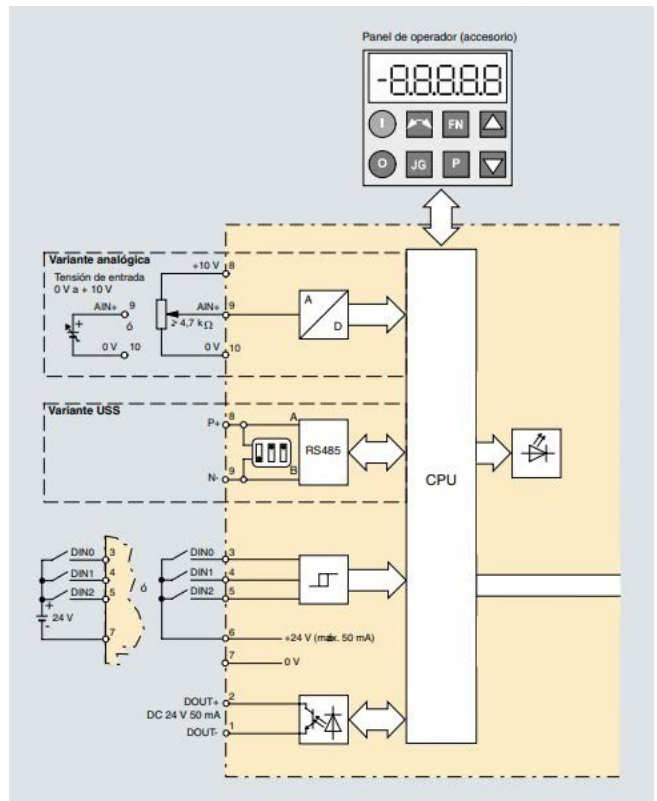 Panel de operador (accesorio)
-8.8.8.8.8
I
FN
O
JG
P
Variante analógica
Tensión de entrada
0 V a + 10 V
AIN+ 9
+
ó
0 V 10
+10 V 8
AIN+ 9
≥ 4,7 kΩ
0 V 10
A
D
Variante USS
P+ 8 A
N- 9 B
RS485
CPU
DIN0 3
DIN1 4
DIN2 5
+
24 V
-
7
ó
DIN0 3
DIN1 4
DIN2 5
6 +24 V (máx. 50 mA)
7 0 V
DOUT+ 2
DC 24 V 50 mA
DOUT- 1